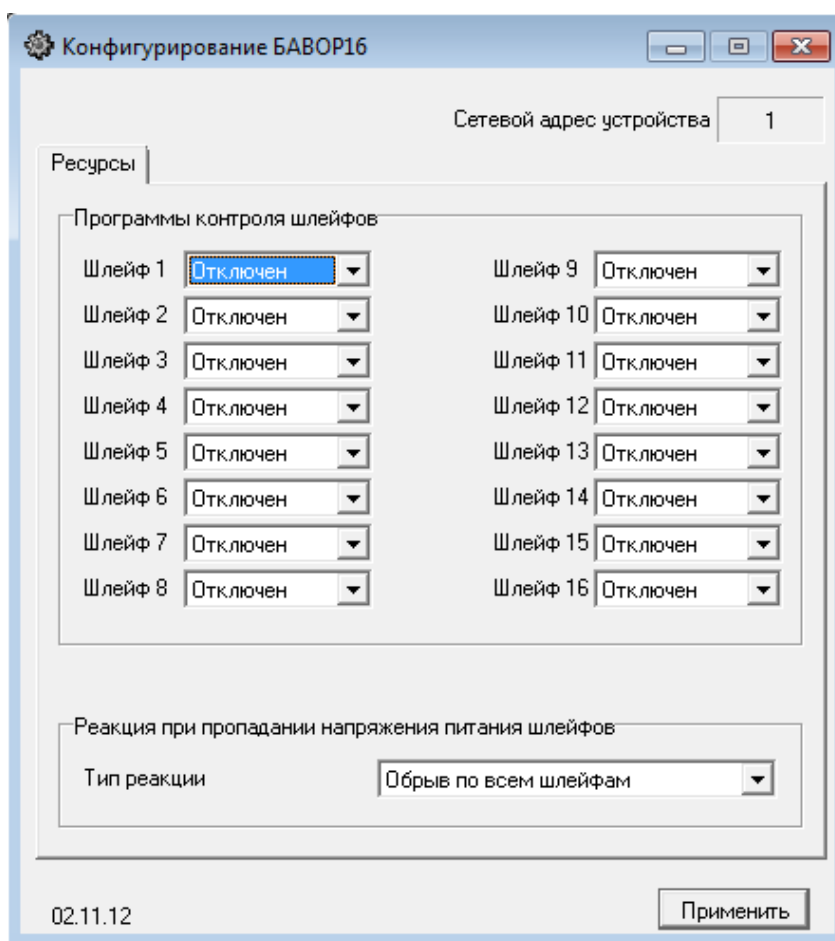 Конфигурирование БАВОР16
Сетевой адрес устройства 1
Ресурсы
Программы контроля шлейфов
Шлейф 1 Отключен Шлейф 9 Отключен
Шлейф 2 Отключен Шлейф 10 Отключен
Шлейф 3 Отключен Шлейф 11 Отключен
Шлейф 4 Отключен Шлейф 12 Отключен
Шлейф 5 Отключен Шлейф 13 Отключен
Шлейф 6 Отключен Шлейф 14 Отключен
Шлейф 7 Отключен Шлейф 15 Отключен
Шлейф 8 Отключен Шлейф 16 Отключен
Реакция при пропадании напряжения питания шлейфов
Тип реакции Обрыв по всем шлейфам
02.11.12 Применить